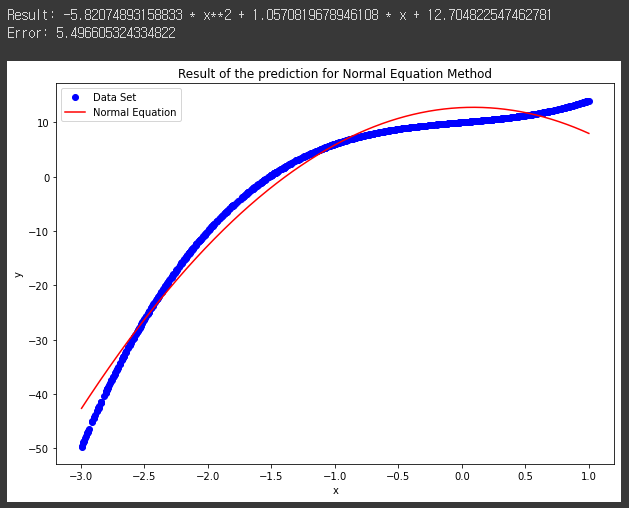 Result: -5.82074893158833 * x**2 + 1.0570819678946108 * x + 12.704822547462781
Error: 5.496605324334822
Result of the prediction for Normal Equation Method
Data Set
Normal Equation
10
0
−10
−20
−30
−40
−50
y
−3.0 −2.5 −2.0 −1.5 −1.0 −0.5 0.0 0.5 1.0
x